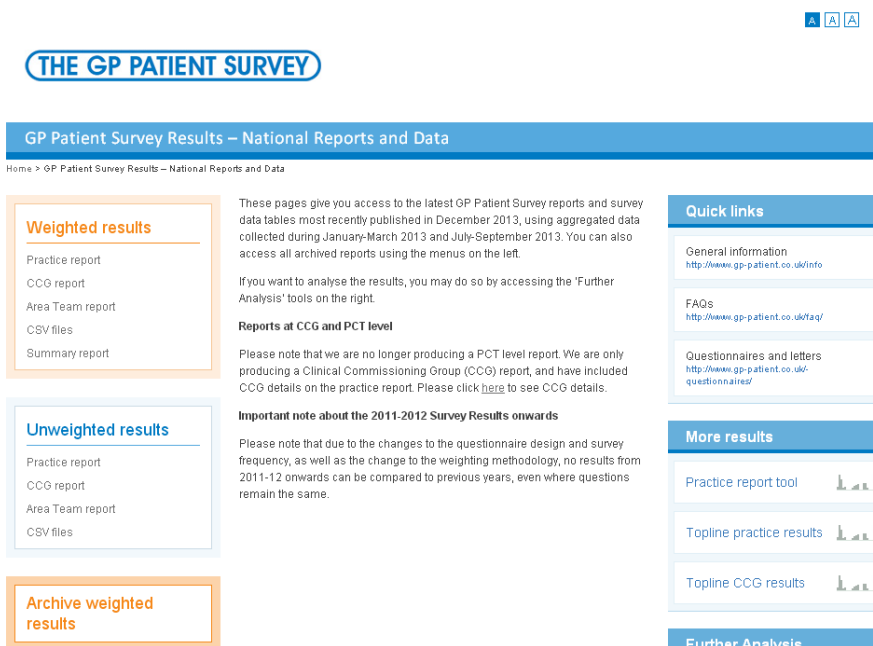 A A A
THE GP PATIENT SURVEY
GP Patient Survey Results – National Reports and Data
Home > GP Patient Survey Results – National Reports and Data
Weighted results
Practice report
CCG report
Area Team report
CSV files
Summary report
Unweighted results
Practice report
CCG report
Area Team report
CSV files
Archive weighted
results
These pages give you access to the latest GP Patient Survey reports and survey
data tables most recently published in December 2013, using aggregated data
collected during January-March 2013 and July-September 2013. You can also
access all archived reports using the menus on the left.
If you want to analyse the results, you may do so by accessing the 'Further
Analysis' tools on the right.
Reports at CCG and PCT level
Please note that we are no longer producing a PCT level report. We are only
producing a Clinical Commissioning Group (CCG) report, and have included
CCG details on the practice report. Please click here to see CCG details.
Important note about the 2011-2012 Survey Results onwards
Please note that due to the changes to the questionnaire design and survey
frequency, as well as the change to the weighting methodology, no results from
2011-12 onwards can be compared to previous years, even where questions
remain the same.
Quick links
General information
http://www.gp-patient.co.uk/info
FAQs
http://www.gp-patient.co.uk/faq/
Questionnaires and letters
http://www.gp-patient.co.uk/-
questionnaires/
More results
Practice report tool
Topline practice results
Topline CCG results
Further Analysis